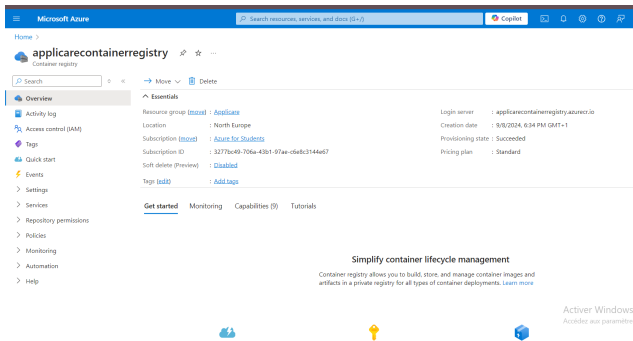 Microsoft Azure
Search resources, services, and docs (G+/)
Copilot
Home >
applicarecontainerregistry
Container registry
Search
Move
Delete
Overview
Activity log
Access control (IAM)
Tags
Quick start
Events
Settings
Services
Repository permissions
Policies
Monitoring
Automation
Help
Essentials
Resource group (move) : Applicare
Location : North Europe
Subscription (move) : Azure for Students
Subscription ID : 3277bc49-706a-43b1-97ae-c6e8c3144e67
Soft delete (Preview) : Disabled
Tags (edit) : Add tags
Login server : applicarecontainerregistry.azurecr.io
Creation date : 9/8/2024, 6:34 PM GMT+1
Provisioning state : Succeeded
Pricing plan : Standard
Get started Monitoring Capabilities (9) Tutorials
Simplify container lifecycle management
Container registry allows you to build, store, and manage container images and
artifacts in a private registry for all types of container deployments. Learn more
Activer Windows
Accédez aux paramètre